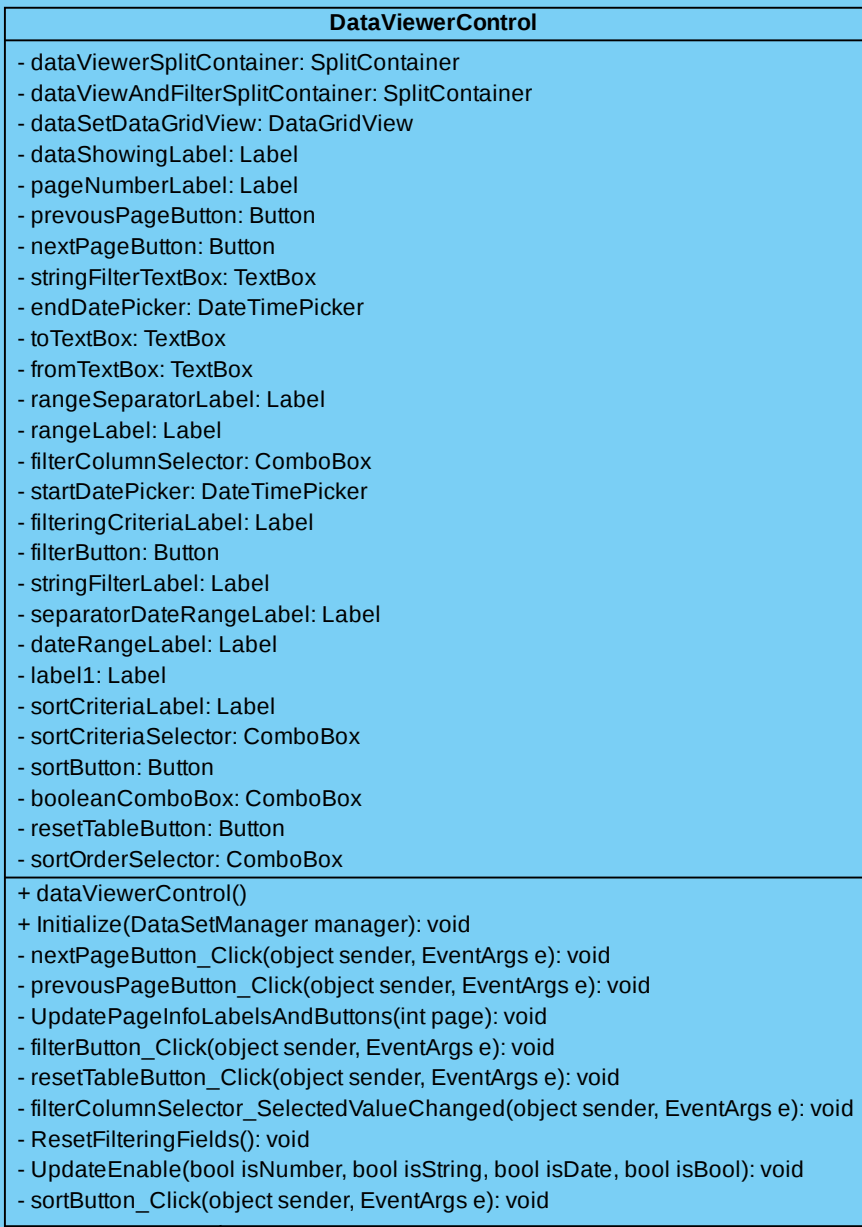 DataViewerControl
- dataViewerSplitContainer: SplitContainer
- dataViewAndFilterSplitContainer: SplitContainer
- dataSetDataGridView: DataGridView
- dataShowingLabel: Label
- pageNumberLabel: Label
- prevousPageButton: Button
- nextPageButton: Button
- stringFilterTextBox: TextBox
- endDatePicker: DateTimePicker
- toTextBox: TextBox
- fromTextBox: TextBox
- rangeSeparatorLabel: Label
- rangeLabel: Label
- filterColumnSelector: ComboBox
- startDatePicker: DateTimePicker
- filteringCriteriaLabel: Label
- filterButton: Button
- stringFilterLabel: Label
- separatorDateRangeLabel: Label
- dateRangeLabel: Label
- label1: Label
- sortCriteriaLabel: Label
- sortCriteriaSelector: ComboBox
- sortButton: Button
- booleanComboBox: ComboBox
- resetTableButton: Button
- sortOrderSelector: ComboBox
+ dataViewerControl()
+ Initialize(DataSetManager manager): void
- nextPageButton_Click(object sender, EventArgs e): void
- prevousPageButton_Click(object sender, EventArgs e): void
- UpdatePageInfoLabelsAndButtons(int page): void
- filterButton_Click(object sender, EventArgs e): void
- resetTableButton_Click(object sender, EventArgs e): void
- filterColumnSelector_SelectedValueChanged(object sender, EventArgs e): void
- ResetFilteringFields(): void
- UpdateEnable(bool isNumber, bool isString, bool isDate, bool isBool): void
- sortButton_Click(object sender, EventArgs e): void